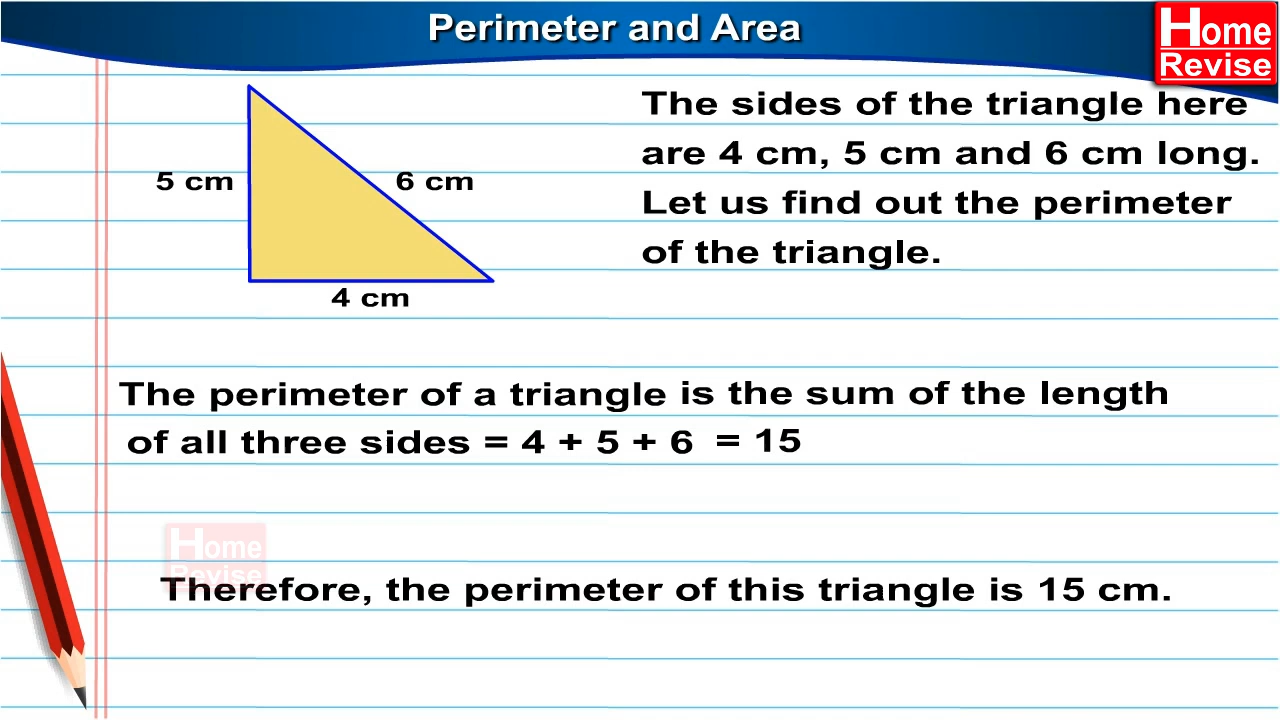 Perimeter and Area
Home
Revise
The sides of the triangle here
are 4 cm, 5 cm and 6 cm long.
Let us find out the perimeter
of the triangle.
5 cm
6 cm
4 cm
The perimeter of a triangle is the sum of the length
of all three sides = 4 + 5 + 6 = 15
Home
Revise
Therefore, the perimeter of this triangle is 15 cm.